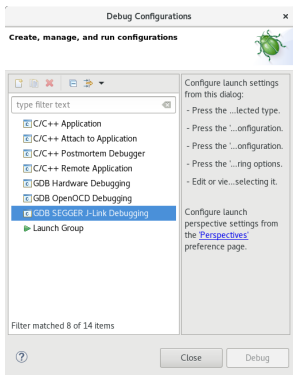 Debug Configurations
Create, manage, and run configurations
type filter text
C/C++ Application
C/C++ Attach to Application
C/C++ Postmortem Debugger
C/C++ Remote Application
GDB Hardware Debugging
GDB OpenOCD Debugging
GDB SEGGER J-Link Debugging
Launch Group
Filter matched 8 of 14 items
Configure launch settings
from this dialog:
- Press the ...lected type.
- Press the '...onfiguration.
- Press the '...onfiguration.
- Press the '...ring options.
- Edit or vie...selecting it.
Configure launch
perspective settings from
the 'Perspectives'
preference page.
Close
Debug